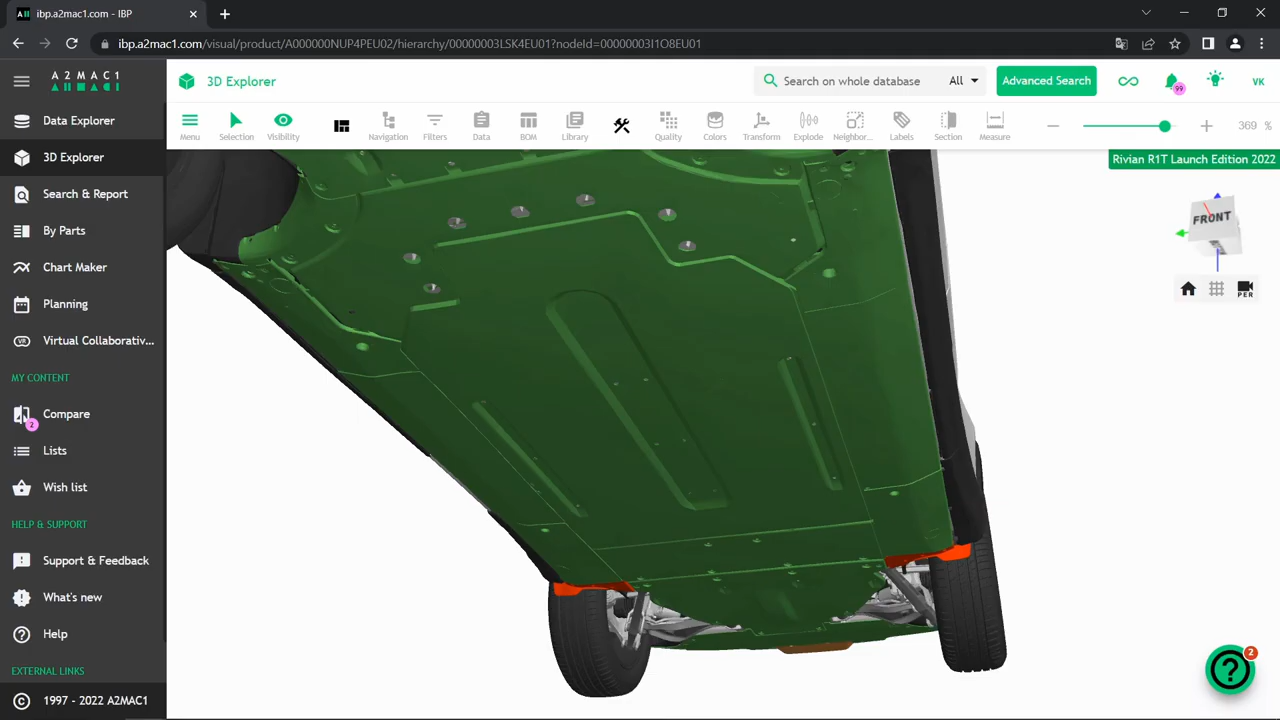 ibp.a2mac1.com - IBP
ibp.a2mac1.com/visual/product/A000000NUP4PEU02/hierarchy/00000003LSK4EU01?nodeId=00000003I1O8EU01
A2MAC1
3D Explorer
Search on whole database
All
Advanced Search
99
VK
Data Explorer
3D Explorer
Search & Report
By Parts
Chart Maker
Planning
Virtual Collaborativ...
MY CONTENT
Compare
2
Lists
Wish list
HELP & SUPPORT
Support & Feedback
What's new
Help
EXTERNAL LINKS
1997 - 2022 A2MAC1
Menu
Selection
Visibility
Navigation
Filters
Data
BOM
Library
Quality
Colors
Transform
Explode
Neighbor...
Labels
Section
Measure
369 %
Rivian R1T Launch Edition 2022
FRONT
PER
2